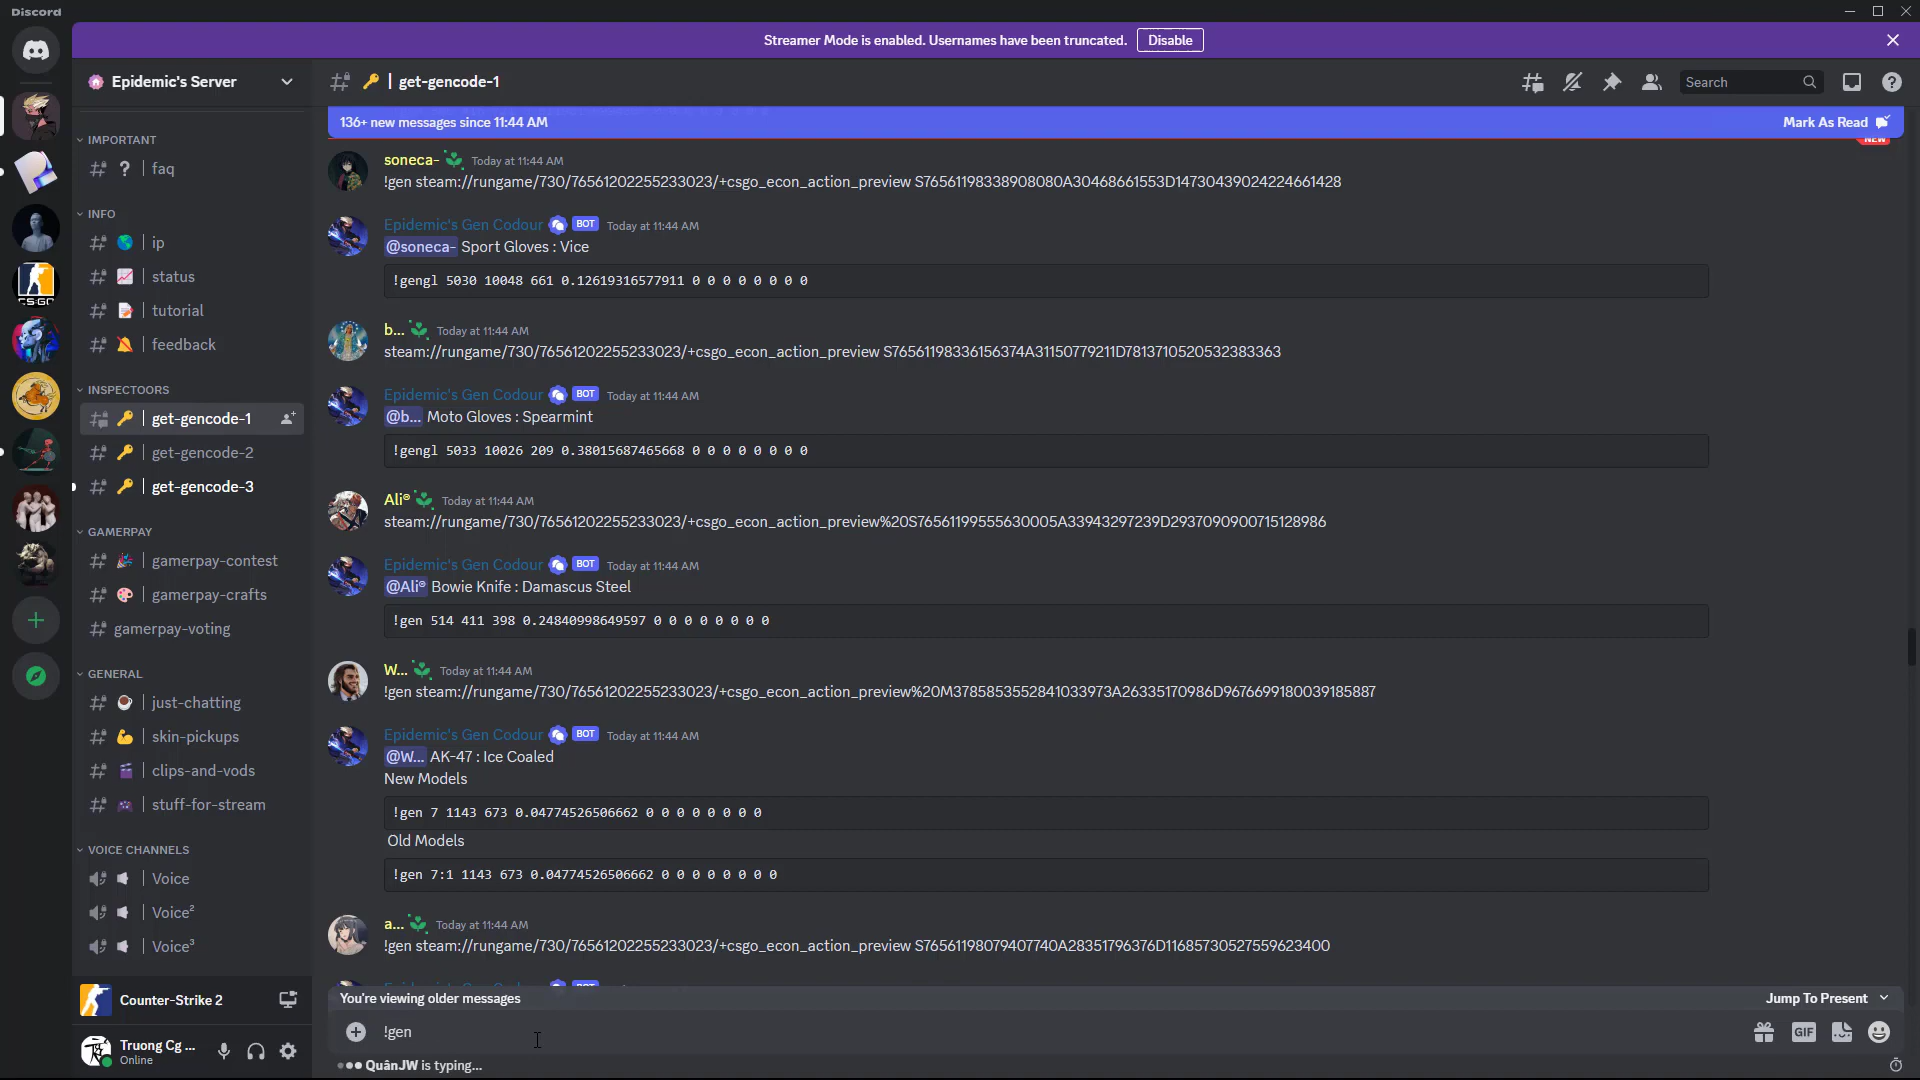 Discord
Streamer Mode is enabled. Usernames have been truncated. Disable
Epidemic's Server
| get-gencode-1
Search
136+ new messages since 11:44 AM
Mark As Read
NEW
IMPORTANT
faq
INFO
| ip
| status
| tutorial
| feedback
INSPECTOORS
| get-gencode-1
| get-gencode-2
| get-gencode-3
GAMERPAY
| gamerpay-contest
| gamerpay-crafts
gamerpay-voting
GENERAL
| just-chatting
| skin-pickups
| clips-and-vods
| stuff-for-stream
VOICE CHANNELS
| Voice
| Voice²
| Voice³
Counter-Strike 2
Truong Cg ...
Online
CS:GO
soneca- Today at 11:44 AM
!gen steam://rungame/730/76561202255233023/+csgo_econ_action_preview S76561198338908080A30468661553D14730439024224661428
Epidemic's Gen Codour BOT Today at 11:44 AM
@soneca- Sport Gloves : Vice
!gengl 5030 10048 661 0.12619316577911 0 0 0 0 0 0 0 0
b... Today at 11:44 AM
steam://rungame/730/76561202255233023/+csgo_econ_action_preview S76561198336156374A31150779211D7813710520532383363
Epidemic's Gen Codour BOT Today at 11:44 AM
@b... Moto Gloves : Spearmint
!gengl 5033 10026 209 0.38015687465668 0 0 0 0 0 0 0 0
Ali® Today at 11:44 AM
steam://rungame/730/76561202255233023/+csgo_econ_action_preview%20S76561199555630005A33943297239D2937090900715128986
Epidemic's Gen Codour BOT Today at 11:44 AM
@Ali® Bowie Knife : Damascus Steel
!gen 514 411 398 0.24840998649597 0 0 0 0 0 0 0 0
W... Today at 11:44 AM
!gen steam://rungame/730/76561202255233023/+csgo_econ_action_preview%20M3785853552841033973A26335170986D9676699180039185887
Epidemic's Gen Codour BOT Today at 11:44 AM
@W... AK-47 : Ice Coaled
New Models
!gen 7 1143 673 0.04774526506662 0 0 0 0 0 0 0 0
Old Models
!gen 7:1 1143 673 0.04774526506662 0 0 0 0 0 0 0 0
a... Today at 11:44 AM
!gen steam://rungame/730/76561202255233023/+csgo_econ_action_preview S76561198079407740A28351796376D11685730527559623400
You're viewing older messages
Jump To Present
!gen
GIF
QuânJW is typing...